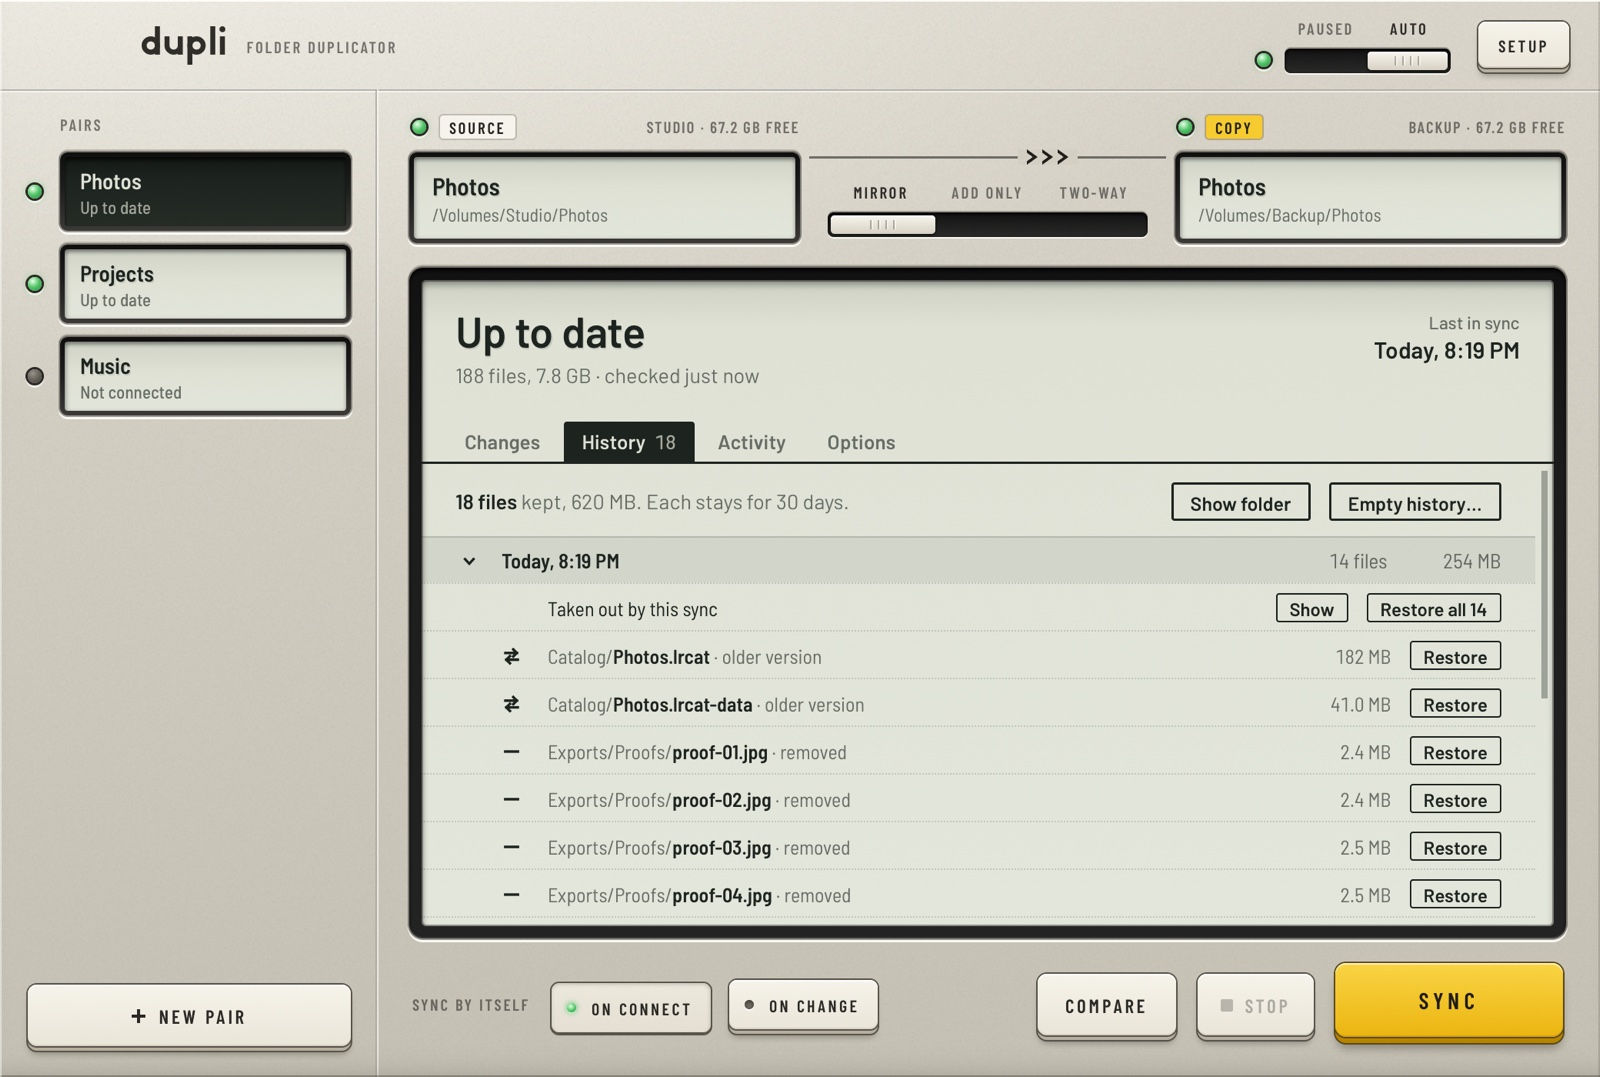 dupli FOLDER DUPLICATOR
PAUSED AUTO
SETUP
PAIRS
Photos
Up to date
Projects
Up to date
Music
Not connected
+ NEW PAIR
SOURCE STUDIO · 67.2 GB FREE
Photos
/Volumes/Studio/Photos
>>>
MIRROR ADD ONLY TWO-WAY
COPY BACKUP · 67.2 GB FREE
Photos
/Volumes/Backup/Photos
Up to date
188 files, 7.8 GB · checked just now
Last in sync
Today, 8:19 PM
Changes History 18 Activity Options
18 files kept, 620 MB. Each stays for 30 days. Show folder Empty history...
Today, 8:19 PM 14 files 254 MB
Taken out by this sync Show Restore all 14
Catalog/Photos.lrcat · older version 182 MB Restore
Catalog/Photos.lrcat-data · older version 41.0 MB Restore
Exports/Proofs/proof-01.jpg · removed 2.4 MB Restore
Exports/Proofs/proof-02.jpg · removed 2.4 MB Restore
Exports/Proofs/proof-03.jpg · removed 2.5 MB Restore
Exports/Proofs/proof-04.jpg · removed 2.5 MB Restore
SYNC BY ITSELF ON CONNECT ON CHANGE COMPARE STOP SYNC